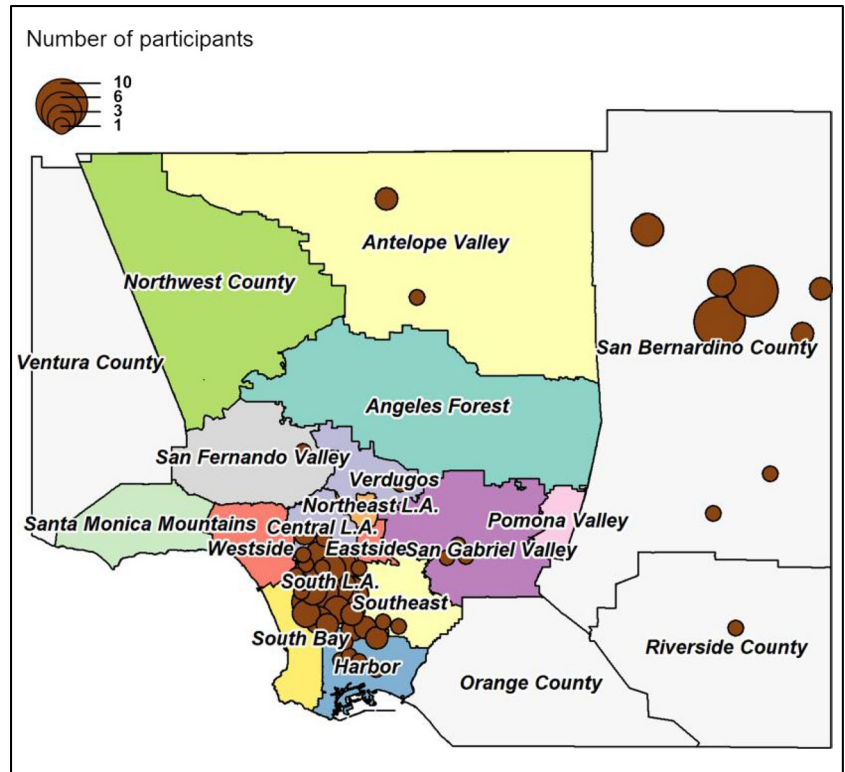 Number of participants
10
6
3
1
Antelope Valley
Northwest County
San Bernardino County
Ventura County
Angeles Forest
San Fernando Valley
Verdugos
Northeast L.A.
Santa Monica Mountains
Central L.A.
Pomona Valley
Westside
Eastside
San Gabriel Valley
South L.A.
Southeast
South Bay
Riverside County
Harbor
Orange County